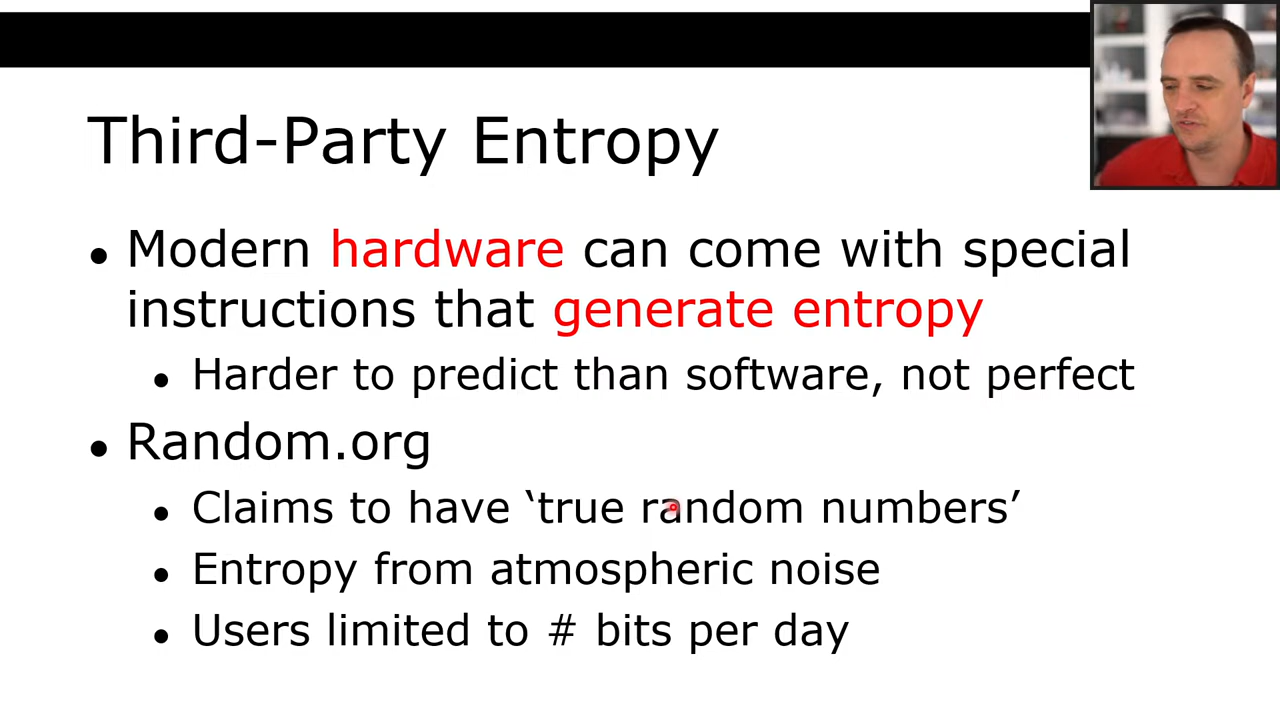 Third-Party Entropy
• Modern hardware can come with special
instructions that generate entropy
• Harder to predict than software, not perfect
• Random.org
• Claims to have ‘true random numbers’
• Entropy from atmospheric noise
• Users limited to # bits per day